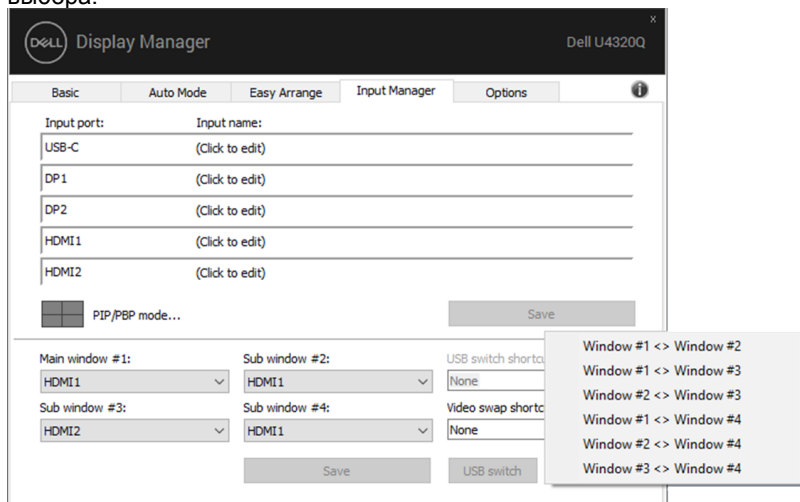 выбора.
x
DELL Display Manager Dell U4320Q
Basic Auto Mode Easy Arrange Input Manager Options
Input port: Input name:
USB-C (Click to edit)
DP1 (Click to edit)
DP2 (Click to edit)
HDMI1 (Click to edit)
HDMI2 (Click to edit)
PIP/PBP mode... Save
Main window #1: Sub window #2: USB switch shortcu
HDMI1 HDMI1 None
Sub window #3: Sub window #4: Video swap shortc
HDMI2 HDMI1 None
Save USB switch
Window #1 <> Window #2
Window #1 <> Window #3
Window #2 <> Window #3
Window #1 <> Window #4
Window #2 <> Window #4
Window #3 <> Window #4